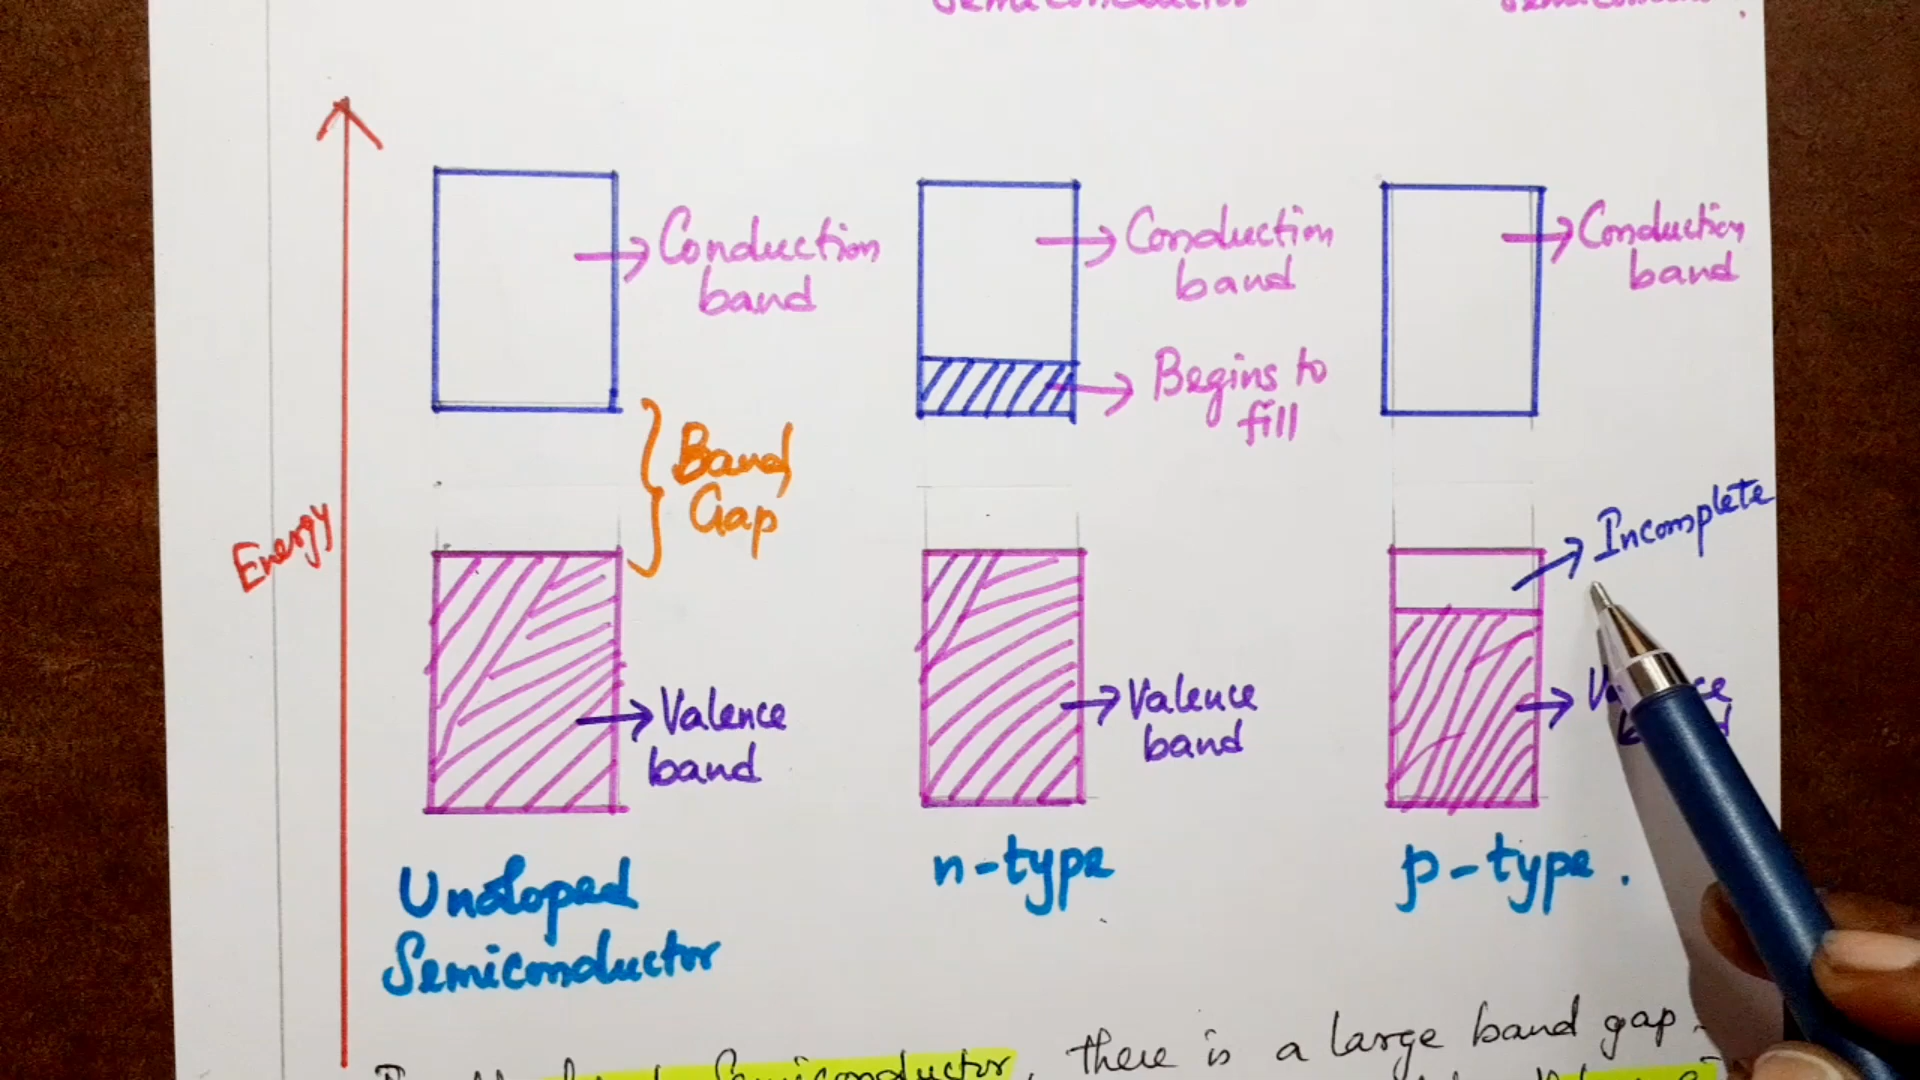 Semiconductor
Conduction
band
Conduction
band
Conduction
band
Begins to
fill
Band
Gap
Energy
Incomplete
Valence
band
Valence
band
Undoped
Semiconductor
n-type
p-type.
Semiconductor, there is a large band gap.